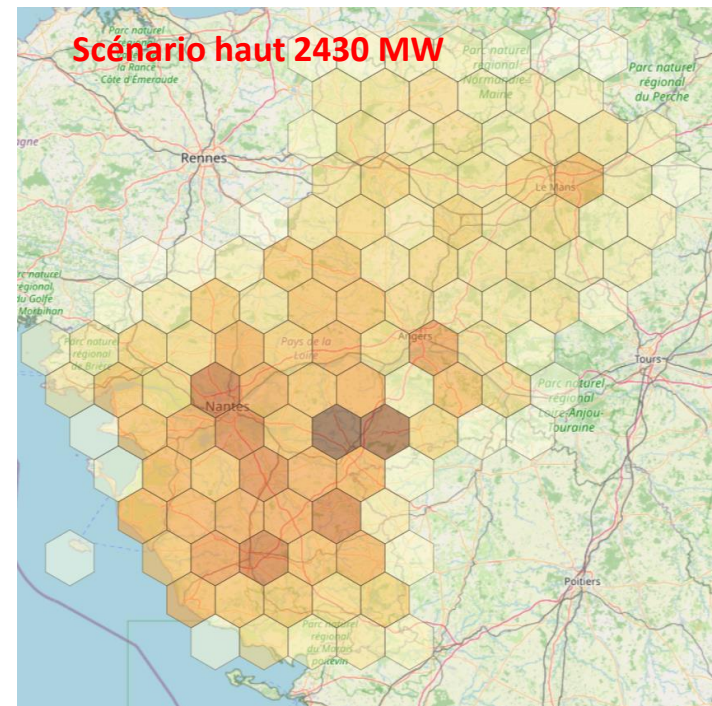 Parc naturel
régional
la Rance
Côte d'Émeraude
Scénario haut 2430 MW
Parc naturel
régional
Normandie-
Maine
Parc naturel
régional
du Perche
Rennes
Le Mans
Parc naturel
régional
du Golfe
Morbihan
Parc naturel
régional
de Brière
Pays de la
Loire
Angers
Tours
Nantes
Parc naturel
régional
Loire-Anjou-
Touraine
Poitiers
Parc naturel
régional
du Marais
poitevin